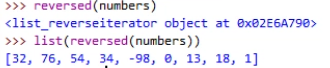 >>> reversed(numbers)
<list_reverseiterator object at 0x02E6A790>
>>> list(reversed(numbers))
[32, 76, 54, 34, -98, 0, 13, 18, 1]